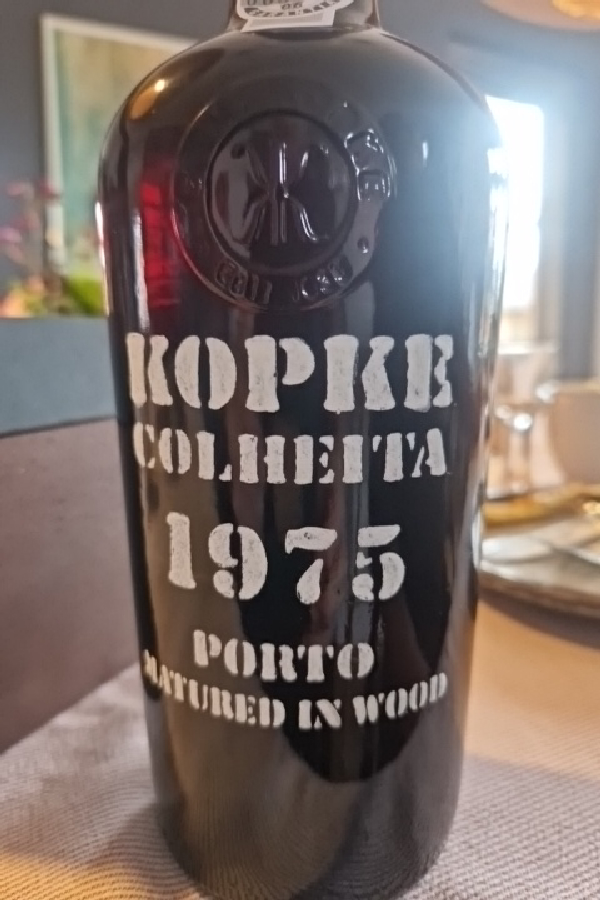 KOPKE
COLHEITA
1975
PORTO
MATURED IN WOOD